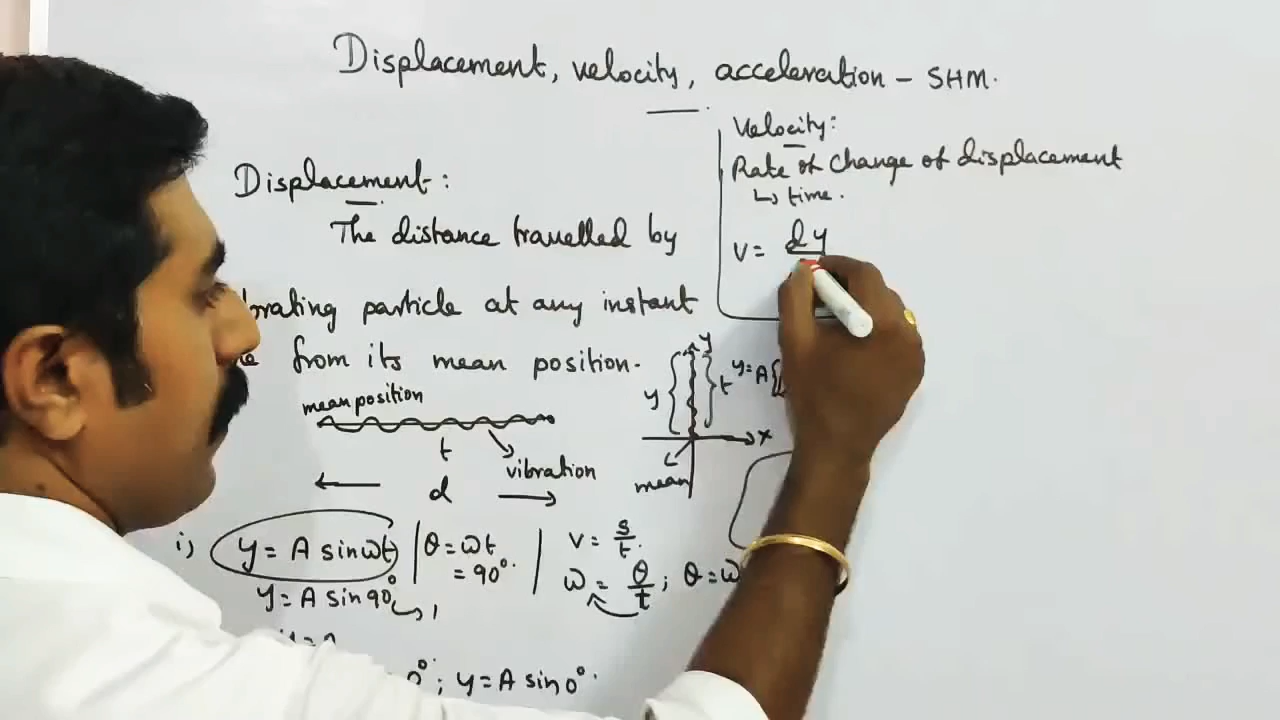 Displacement, velocity, acceleration - SHM.
Displacement:
The distance travelled by
particle at any instant
from its mean position.
mean position
t
vibration
d
i) y = A sin ωt | θ = ωt
= 90°.
y = A sin 90° ↳ 1
0° ; y = A sin 0°.
v = s/t.
ω = θ/t ; θ = ω
Velocity:
Rate of change of displacement
↳ time.
v = dy
y
y
t
y = A
x
mean